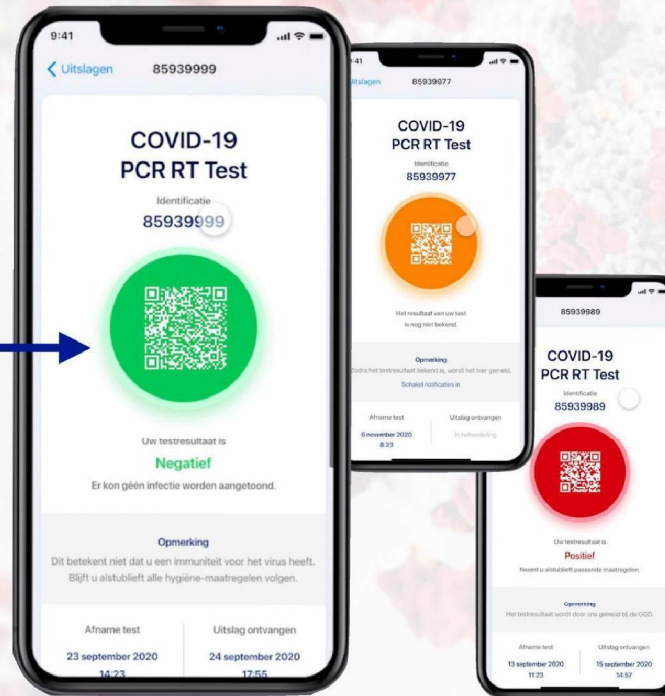 9:41
Uitslagen 85939999
COVID-19
PCR RT Test
Identificatie
85939999
Uw testresultaat is
Negatief
Er kon géén infectie worden aangetoond.
Opmerking
Dit betekent niet dat u een immuniteit voor het virus heeft.
Blijft u alstublieft alle hygiëne-maatregelen volgen.
Afname test Uitslag ontvangen
23 september 2020 24 september 2020
14:23 17:55
:41
Uitslagen 85939977
COVID-19
PCR RT Test
Identificatie
85939977
Het resultaat van uw test
is nog niet bekend.
Opmerking
Zodra het testresultaat bekend is, wordt het hier gemeld.
Schakel notificaties in
Afname test Uitslag ontvangen
6 november 2020 In behandeling
8:23
85939989
COVID-19
PCR RT Test
Identificatie
85939989
Uw testresultaat is
Positief
Neemt u alstublieft passende maatregelen.
Opmerking
Het testresultaat wordt door ons gemeld bij de GGD.
Afname test Uitslag ontvangen
13 september 2020 15 september 2020
11:23 14:57